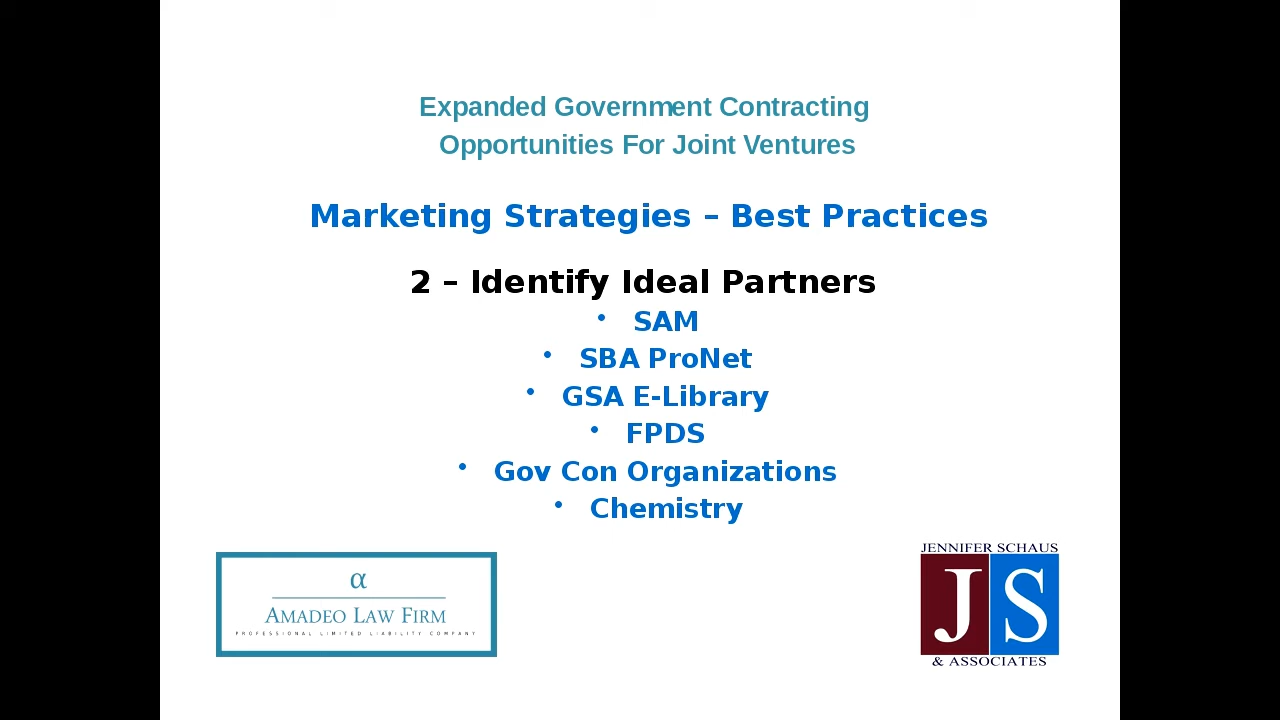 Expanded Government Contracting
Opportunities For Joint Ventures
Marketing Strategies – Best Practices
2 – Identify Ideal Partners
• SAM
• SBA ProNet
• GSA E-Library
• FPDS
• Gov Con Organizations
• Chemistry
α
AMADEO LAW FIRM
PROFESSIONAL LIMITED LIABILITY COMPANY
JENNIFER SCHAUS
JS
& ASSOCIATES